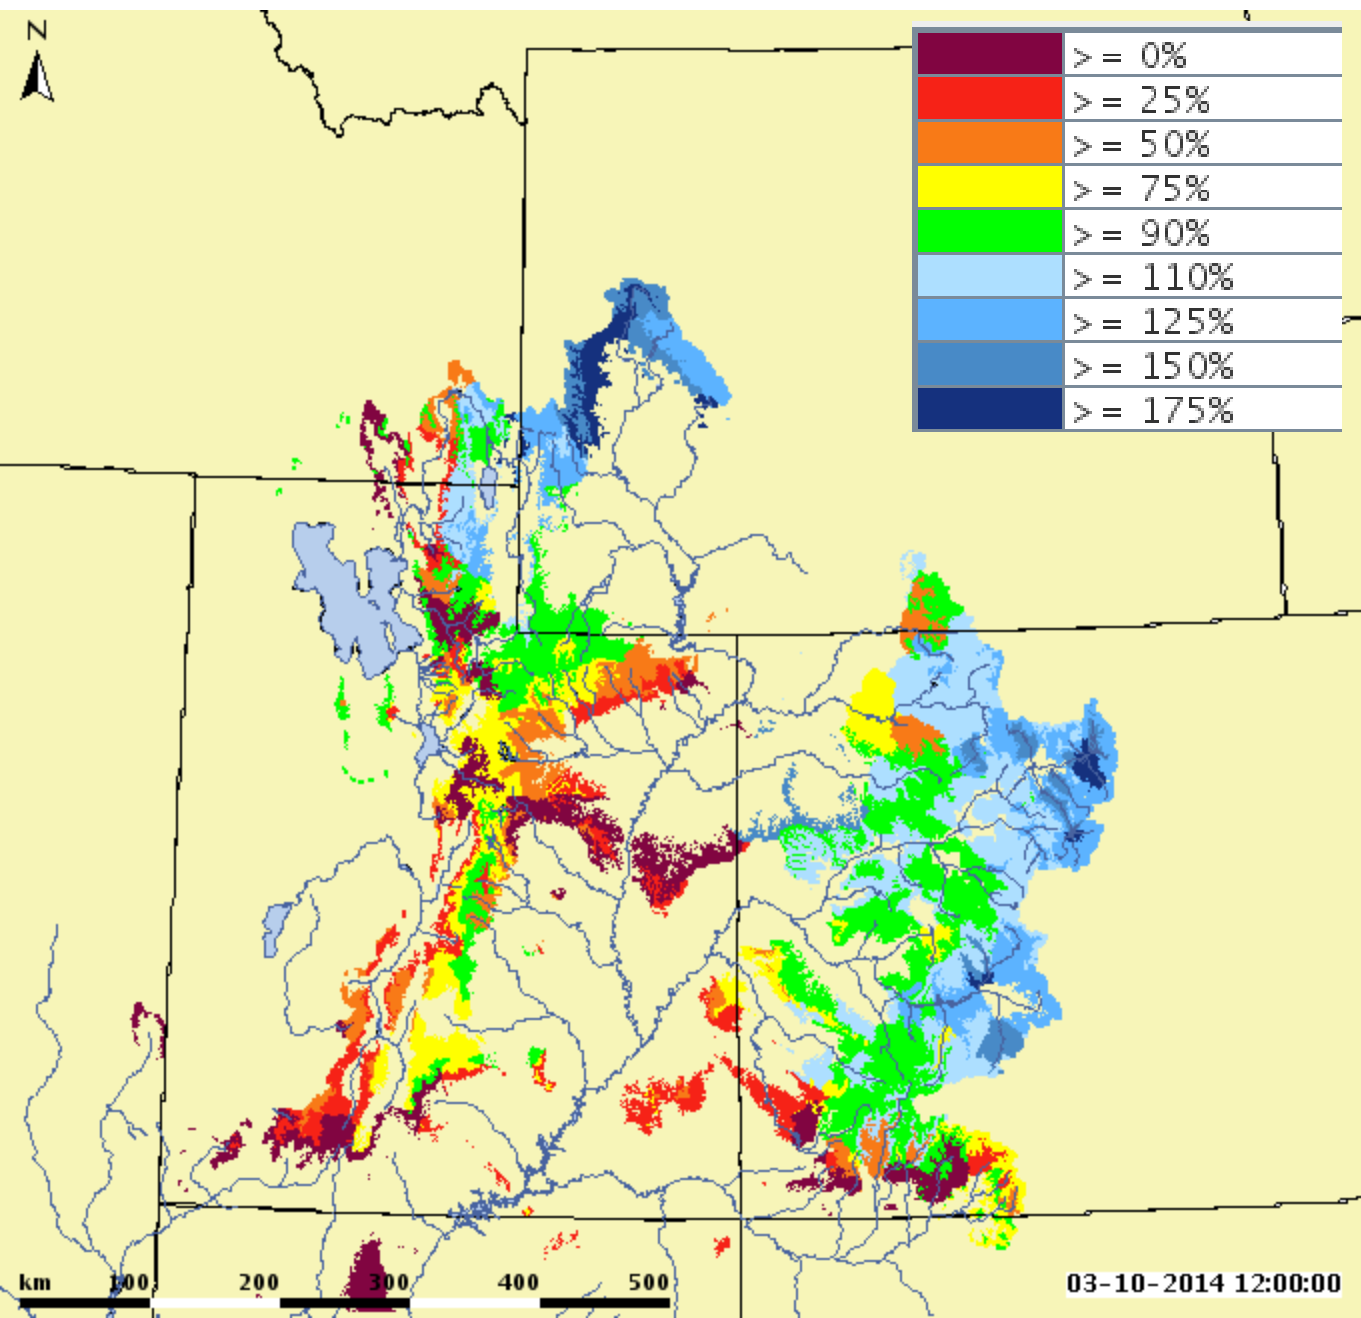 N
> = 0%
> = 25%
> = 50%
> = 75%
> = 90%
> = 110%
> = 125%
> = 150%
> = 175%
km 100 200 300 400 500
03-10-2014 12:00:00